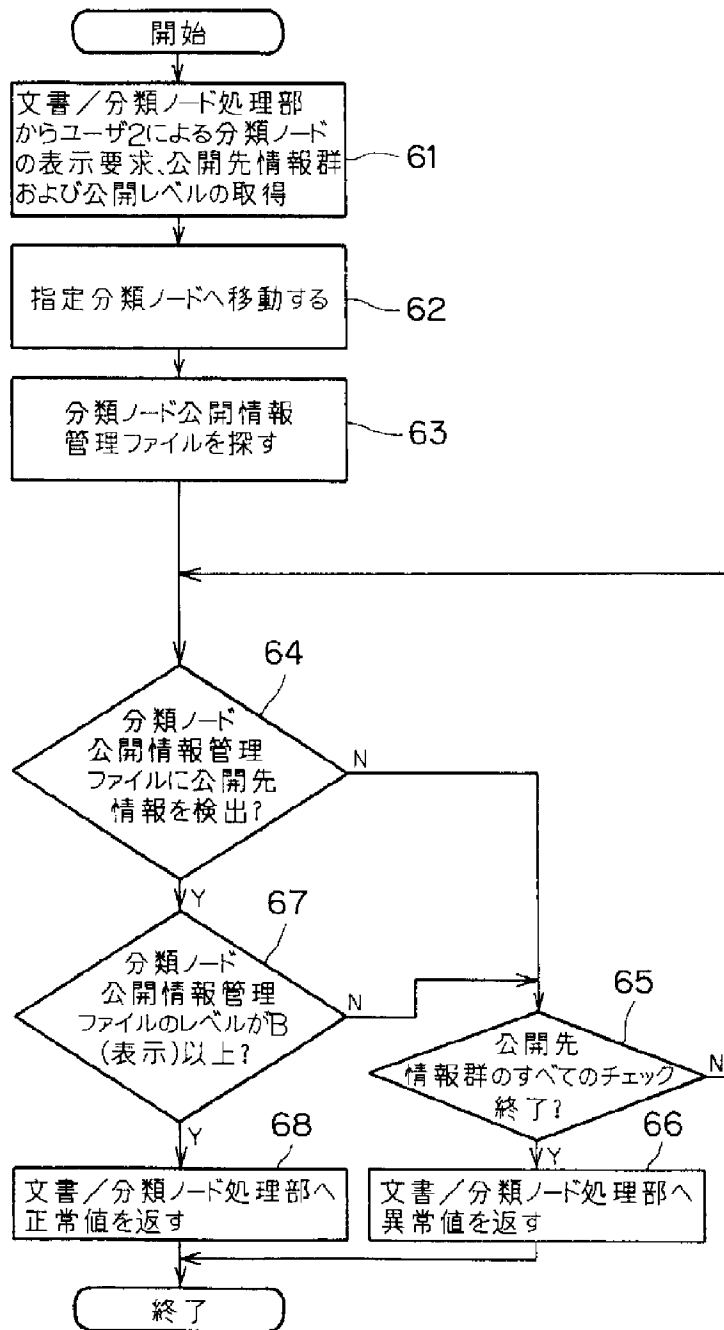 開始
文書／分類ノード処理部
からユーザ2による分類ノード
の表示要求、公開先情報群
および公開レベルの取得
61
指定分類ノードへ移動する
62
分類ノード公開情報
管理ファイルを探す
63
64
分類ノード
公開情報管理
ファイルに公開先
情報を検出?
N
Y
67
分類ノード
公開情報管理
ファイルのレベルがB
(表示)以上?
N
Y
65
公開先
情報群のすべてのチェック
終了?
N
Y
68
文書／分類ノード処理部へ
正常値を返す
66
文書／分類ノード処理部へ
異常値を返す
終了